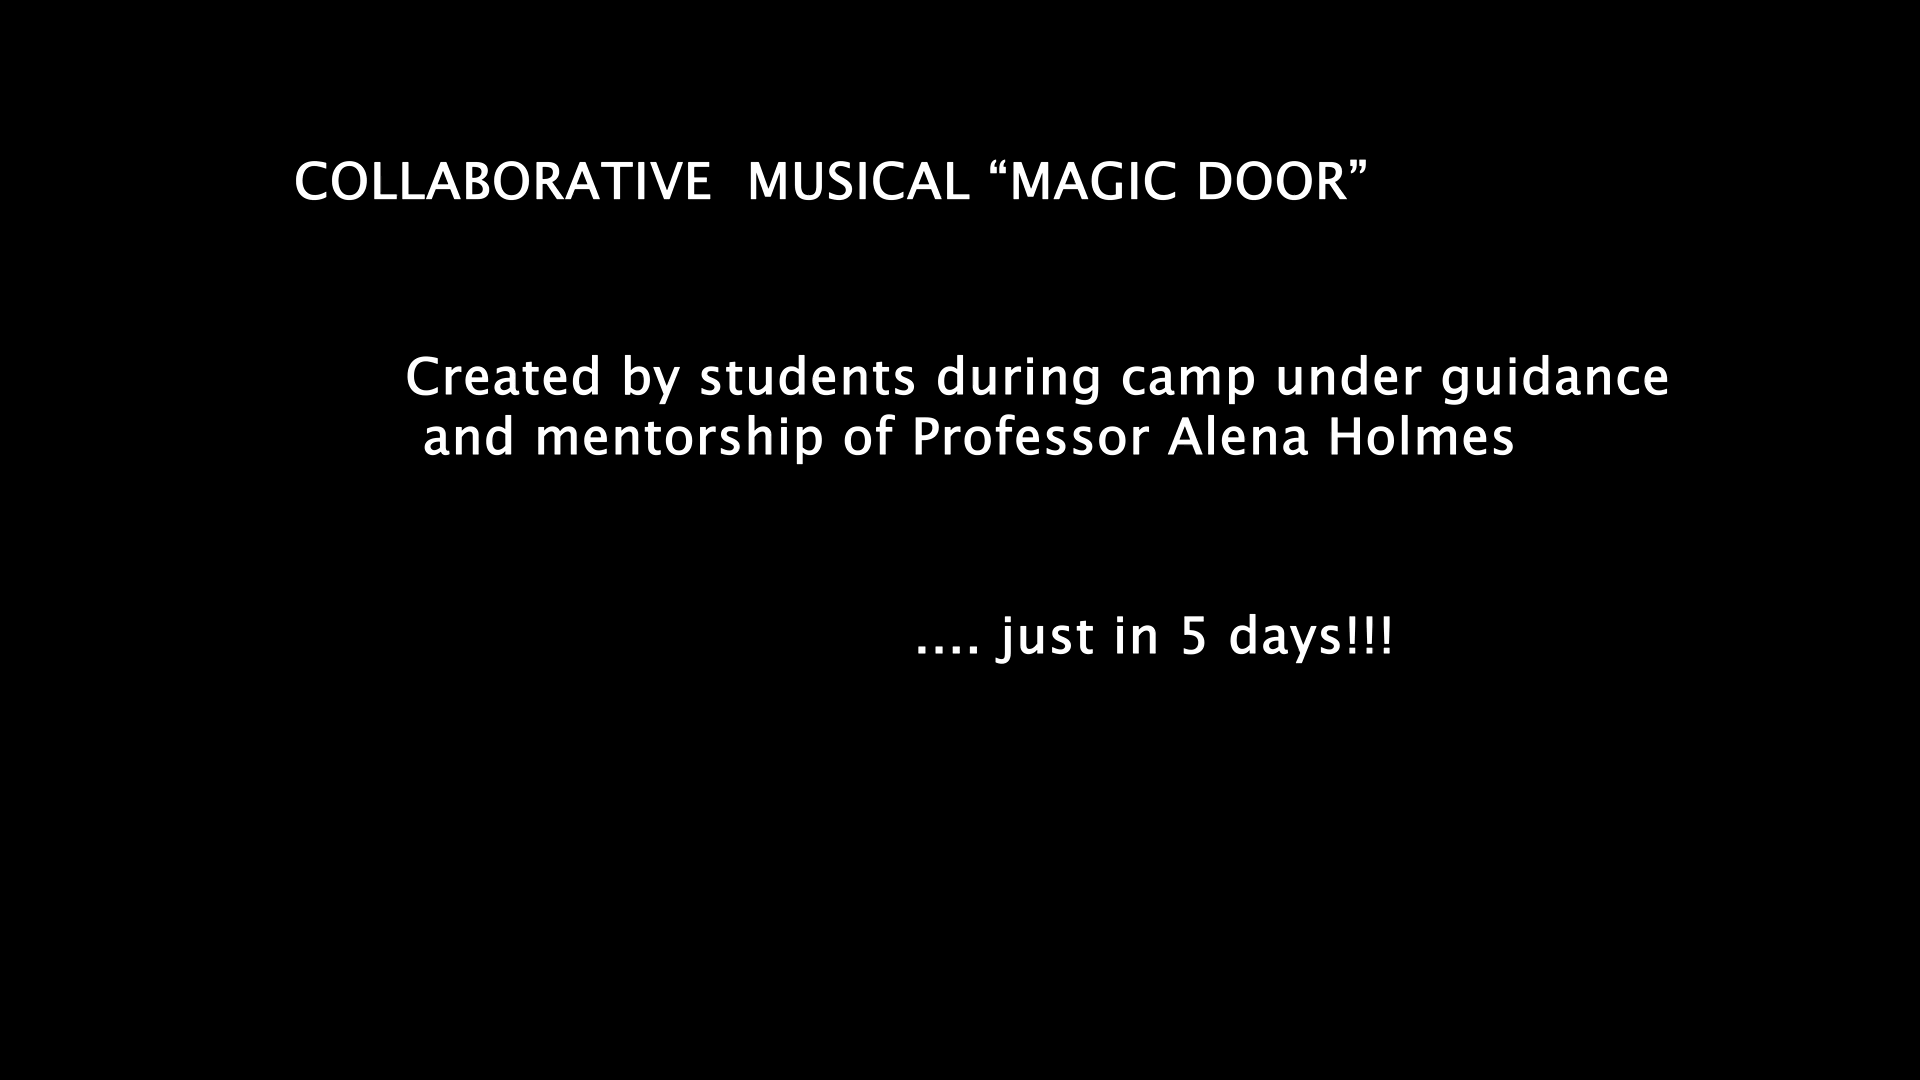 COLLABORATIVE  MUSICAL “MAGIC DOOR”
Created by students during camp under guidance
and mentorship of Professor Alena Holmes
.... just in 5 days!!!